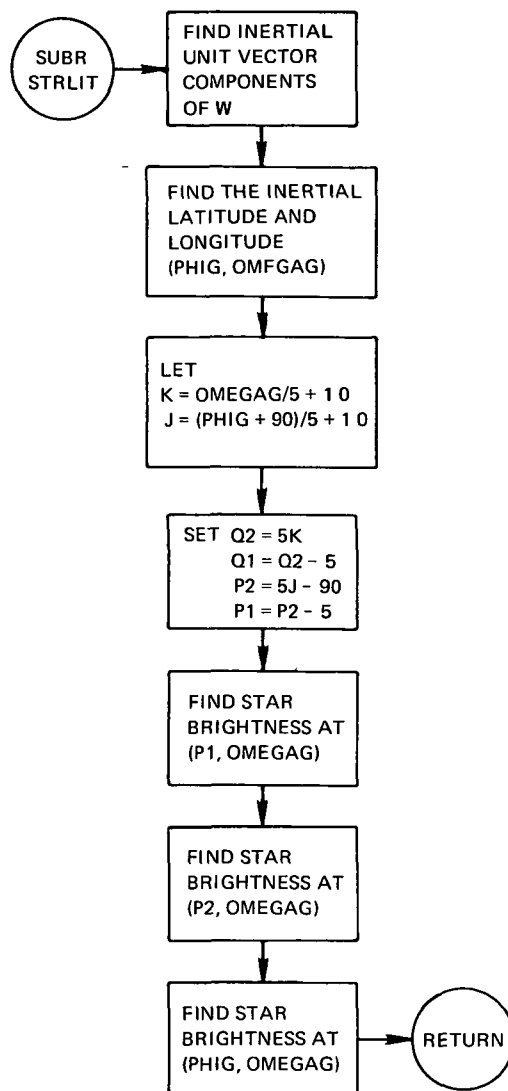 SUBR
STRLIT
FIND INERTIAL
UNIT VECTOR
COMPONENTS
OF W
FIND THE INERTIAL
LATITUDE AND
LONGITUDE
(PHIG, OMFGAG)
LET
K = OMEGAG/5 + 1 0
J = (PHIG + 90)/5 + 1 0
SET Q2 = 5K
Q1 = Q2 – 5
P2 = 5J – 90
P1 = P2 – 5
FIND STAR
BRIGHTNESS AT
(P1, OMEGAG)
FIND STAR
BRIGHTNESS AT
(P2, OMEGAG)
FIND STAR
BRIGHTNESS AT
(PHIG, OMEGAG)
RETURN